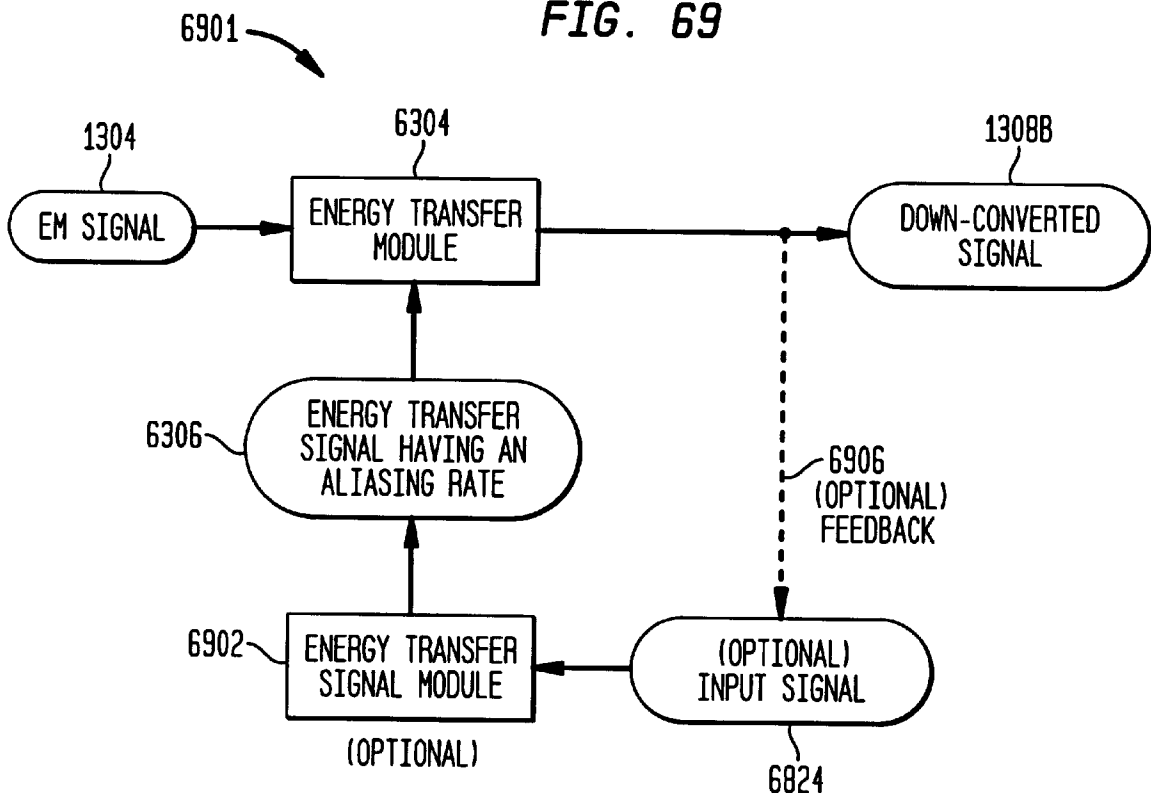 FIG. 69
6901
1304
6304
1308B
EM SIGNAL
ENERGY TRANSFER
MODULE
DOWN-CONVERTED
SIGNAL
6306
ENERGY TRANSFER
SIGNAL HAVING AN
ALIASING RATE
6906
(OPTIONAL)
FEEDBACK
6902
ENERGY TRANSFER
SIGNAL MODULE
(OPTIONAL)
(OPTIONAL)
INPUT SIGNAL
6824